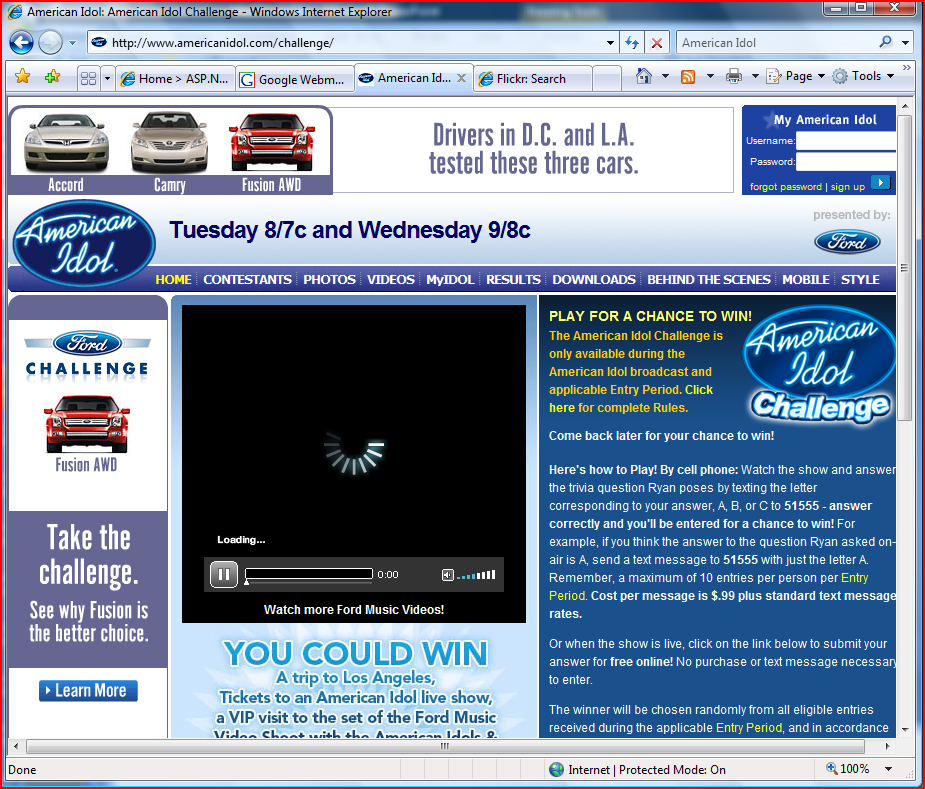 American Idol: American Idol Challenge - Windows Internet Explorer
http://www.americanidol.com/challenge/
American Idol
Home > ASP.N...
Google Webm...
American Id...
Flickr: Search
Page
Tools
Accord
Camry
Fusion AWD
Drivers in D.C. and L.A.
tested these three cars.
My American Idol
Username:
Password:
forgot password | sign up
American
Idol
Tuesday 8/7c and Wednesday 9/8c
presented by:
Ford
HOME
CONTESTANTS
PHOTOS
VIDEOS
MyIDOL
RESULTS
DOWNLOADS
BEHIND THE SCENES
MOBILE
STYLE
Ford
CHALLENGE
Fusion AWD
Take the
challenge.
See why Fusion is
the better choice.
Learn More
Loading...
0:00
Watch more Ford Music Videos!
YOU COULD WIN
A trip to Los Angeles,
Tickets to an American Idol live show,
a VIP visit to the set of the Ford Music
Video Shoot with the American Idols &
PLAY FOR A CHANCE TO WIN!
The American Idol Challenge is
only available during the
American Idol broadcast and
applicable Entry Period. Click
here for complete Rules.
American
Idol
Challenge
Come back later for your chance to win!
Here's how to Play! By cell phone: Watch the show and answer
the trivia question Ryan poses by texting the letter
corresponding to your answer, A, B, or C to 51555 - answer
correctly and you'll be entered for a chance to win! For
example, if you think the answer to the question Ryan asked on-
air is A, send a text message to 51555 with just the letter A.
Remember, a maximum of 10 entries per person per Entry
Period. Cost per message is $.99 plus standard text message
rates.
Or when the show is live, click on the link below to submit your
answer for free online! No purchase or text message necessary
to enter.
The winner will be chosen randomly from all eligible entries
received during the applicable Entry Period, and in accordance
Done
Internet | Protected Mode: On
100%